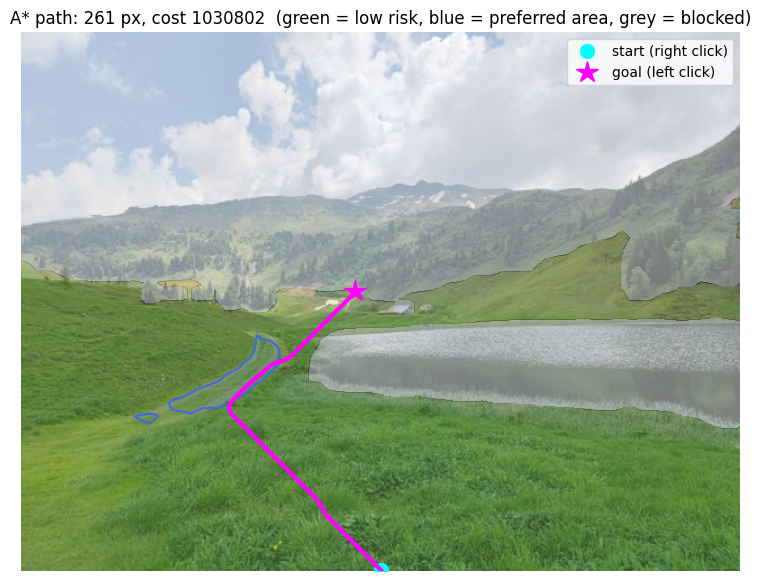 A* path: 261 px, cost 1030802  (green = low risk, blue = preferred area, grey = blocked)
start (right click)
goal (left click)